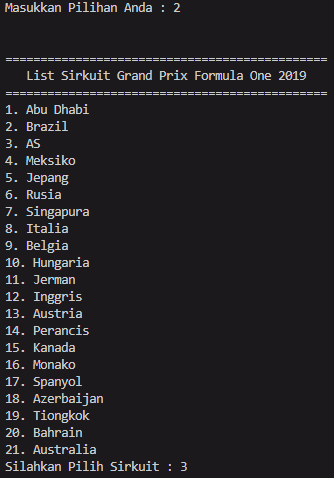 Masukkan Pilihan Anda : 2
==============================================
List Sirkuit Grand Prix Formula One 2019
==============================================
1. Abu Dhabi
2. Brazil
3. AS
4. Meksiko
5. Jepang
6. Rusia
7. Singapura
8. Italia
9. Belgia
10. Hungaria
11. Jerman
12. Inggris
13. Austria
14. Perancis
15. Kanada
16. Monako
17. Spanyol
18. Azerbaijan
19. Tiongkok
20. Bahrain
21. Australia
Silahkan Pilih Sirkuit : 3